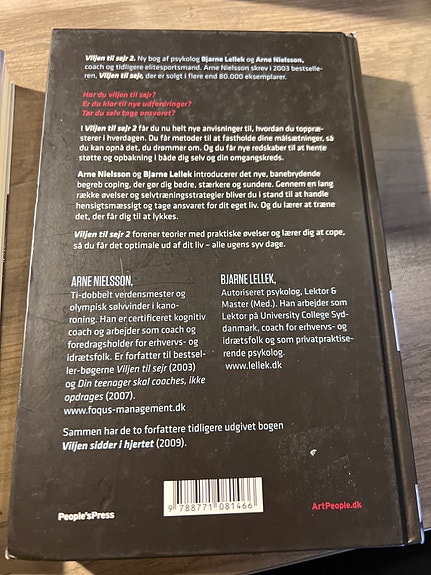 Viljen til sejr 2. Ny bog af psykolog Bjarne Lellek og Arne Nielsson,
coach og tidligere elitesportsmand. Arne Nielsson skrev i 2003 bestselle-
ren, Viljen til sejr, der er solgt i flere end 80.000 eksemplarer.
Har du viljen til sejr?
Er du klar til nye udfordringer?
Tør du selv tage ansvaret?
I Viljen til sejr 2 får du nu helt nye anvisninger til, hvordan du toppræ-
sterer i hverdagen. Du får metoder til at fastholde dine målsætninger, så
du kan opnå det, du drømmer om. Og du får nye redskaber til at hente
støtte og opbakning i både dig selv og din omgangskreds.
Arne Nielsson og Bjarne Lellek introducerer det nye, banebrydende
begreb coping, der gør dig bedre, stærkere og sundere. Gennem en lang
række øvelser og selvtræningsstrategier bliver du i stand til at handle
hensigtsmæssigt og tage ansvaret for dit eget liv. Og du lærer at træne
det, der får dig til at lykkes.
Viljen til sejr 2 forener teorier med praktiske øvelser og lærer dig at cope,
så du får det optimale ud af dit liv – alle ugens syv dage.
ARNE NIELSSON,
Ti-dobbelt verdensmester og
olympisk sølvvinder i kano-
roning. Han er certificeret kognitiv
coach og arbejder som coach og
foredragsholder for erhvervs- og
idrætsfolk. Er forfatter til bestsel-
ler-bøgerne Viljen til sejr (2003)
og Din teenager skal coaches, ikke
opdrages (2007).
www.foqus-management.dk
BJARNE LELLEK,
Autoriseret psykolog, Lektor &
Master (Med.). Han arbejder som
Lektor på University College Syd-
danmark, coach for erhvervs- og
idrætsfolk og som privatpraktise-
rende psykolog.
www.lellek.dk
Sammen har de to forfattere tidligere udgivet bogen
Viljen sidder i hjertet (2009).
People'sPress
9 788771 081466
ArtPeople.dk